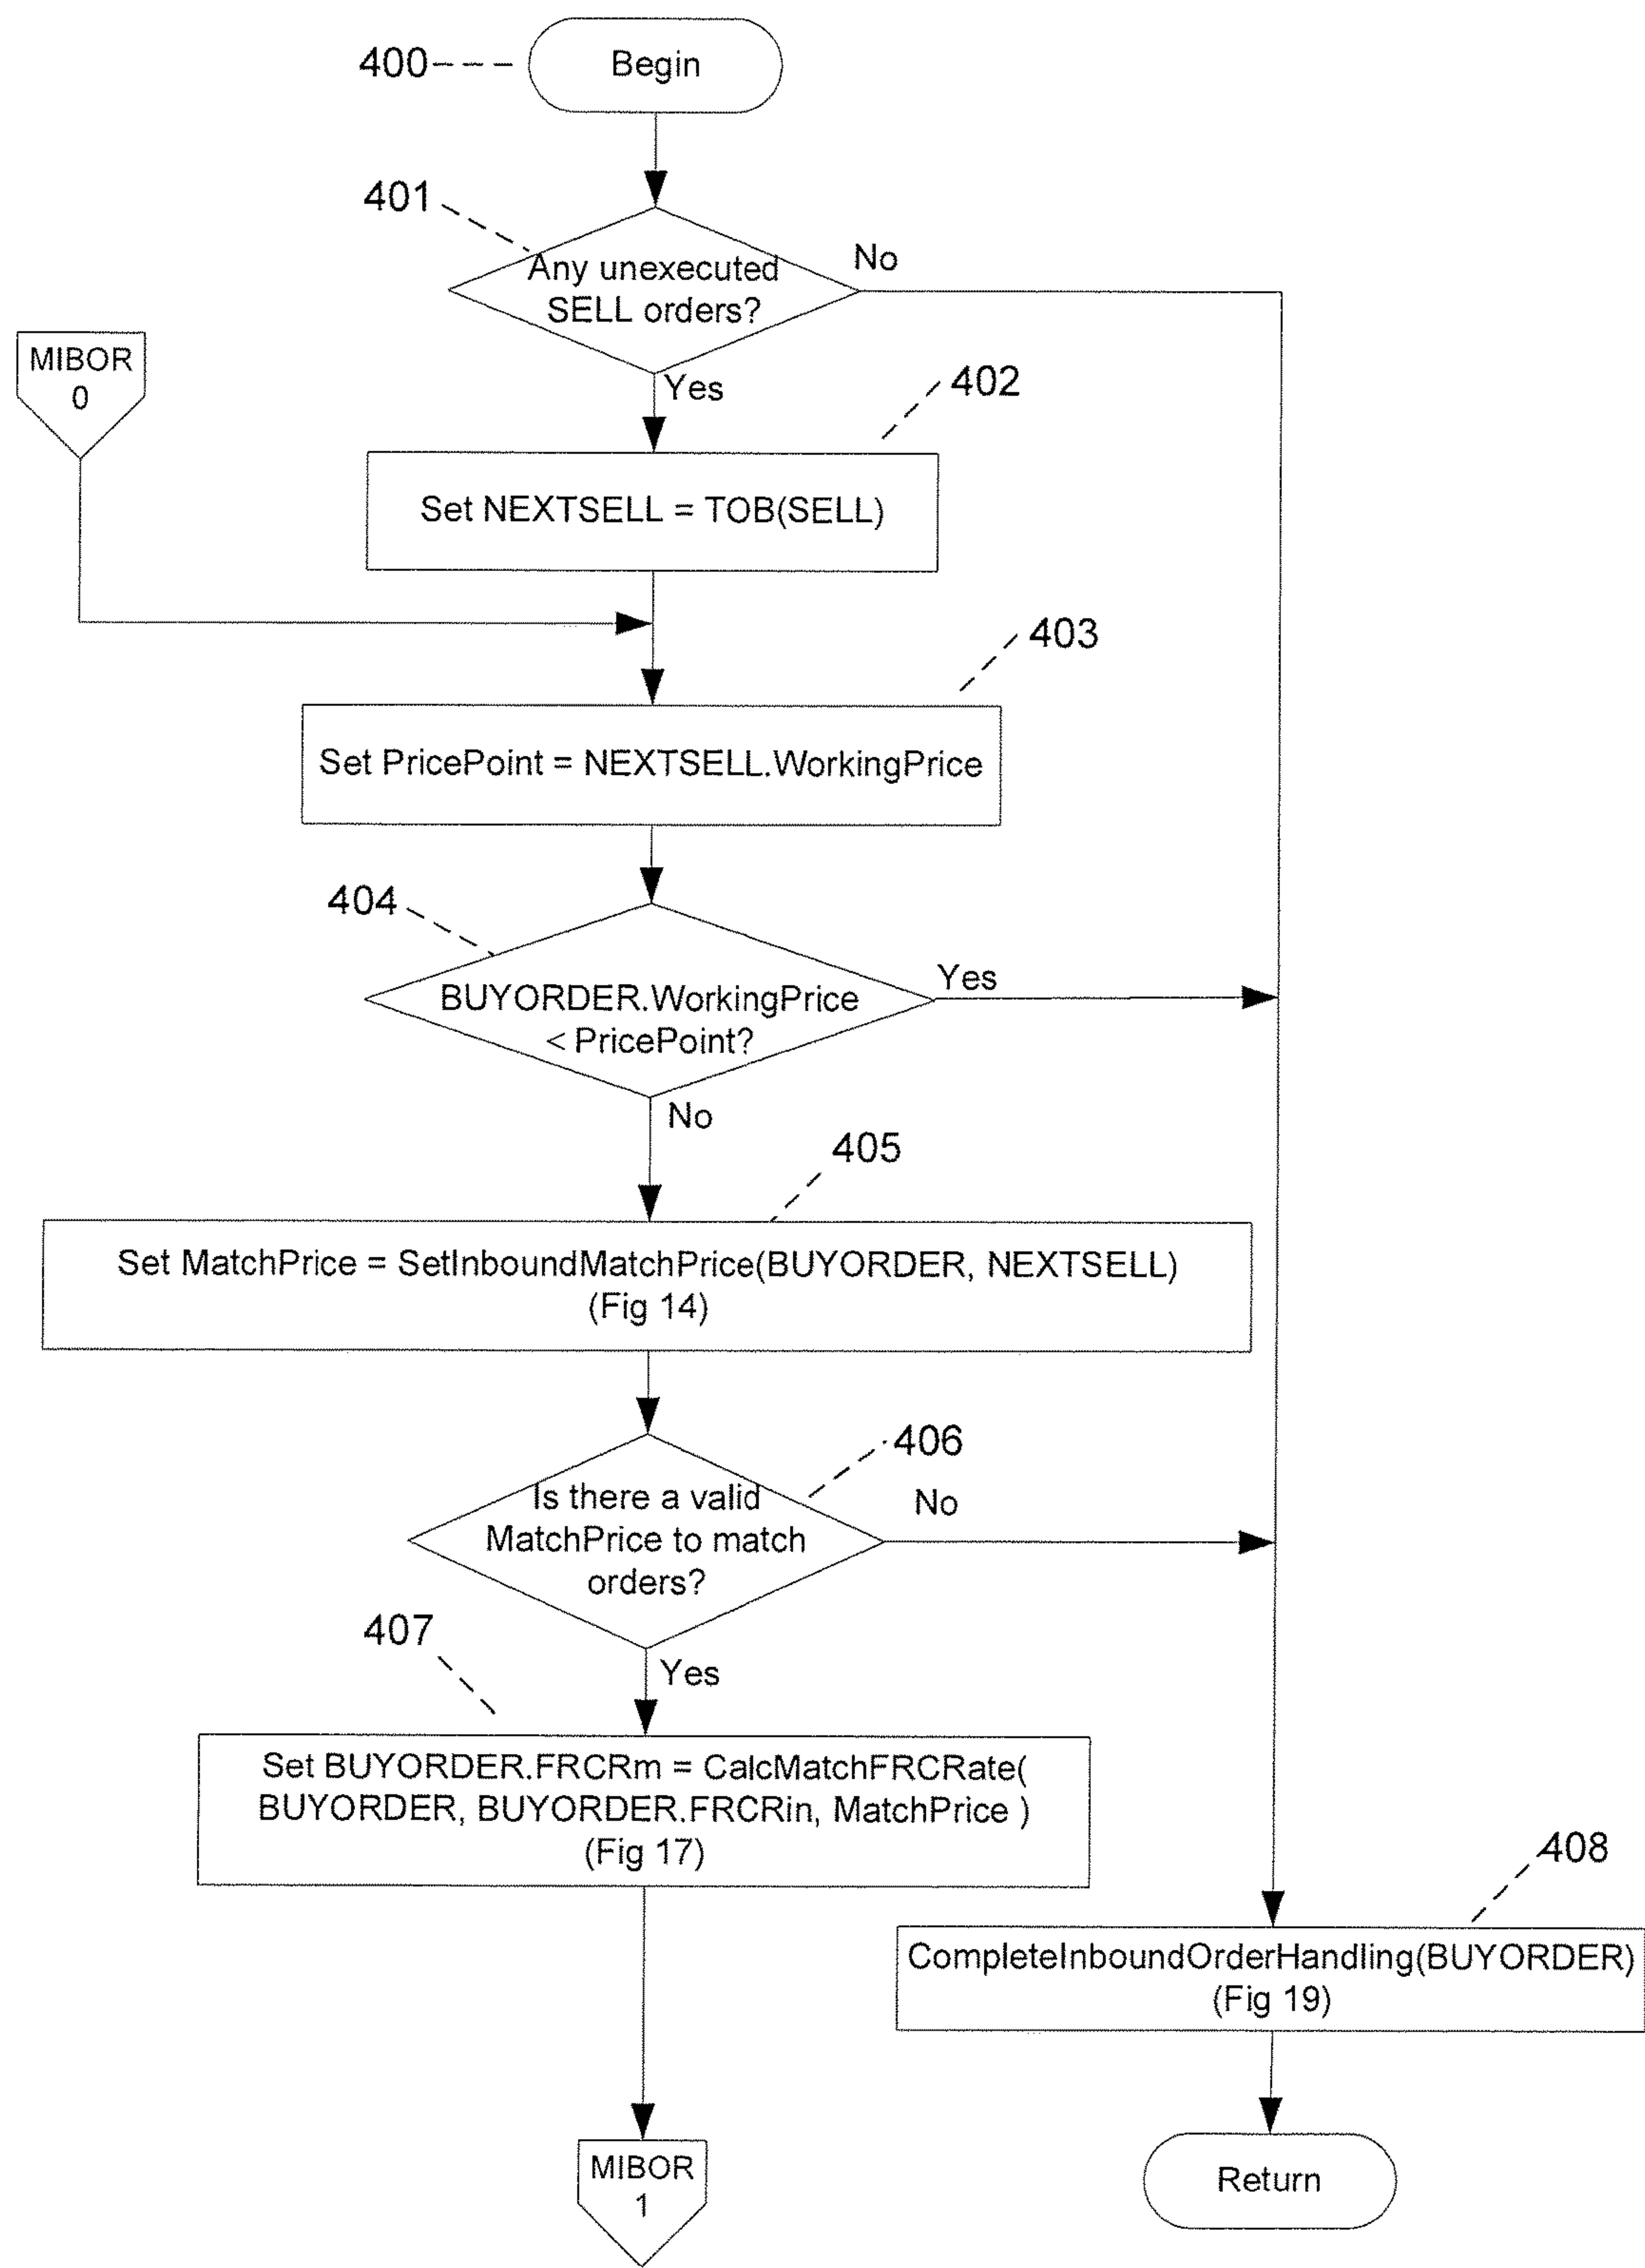 400
Begin
401
Any unexecuted
SELL orders?
No
MIBOR
0
Yes
402
Set NEXTSELL = TOB(SELL)
403
Set PricePoint = NEXTSELL.WorkingPrice
404
BUYORDER.WorkingPrice
< PricePoint?
Yes
No
405
Set MatchPrice = SetInboundMatchPrice(BUYORDER, NEXTSELL)
(Fig 14)
406
Is there a valid
MatchPrice to match
orders?
No
407
Yes
Set BUYORDER.FRCRm = CalcMatchFRCRate(
BUYORDER, BUYORDER.FRCRin, MatchPrice )
(Fig 17)
408
CompleteInboundOrderHandling(BUYORDER)
(Fig 19)
MIBOR
1
Return